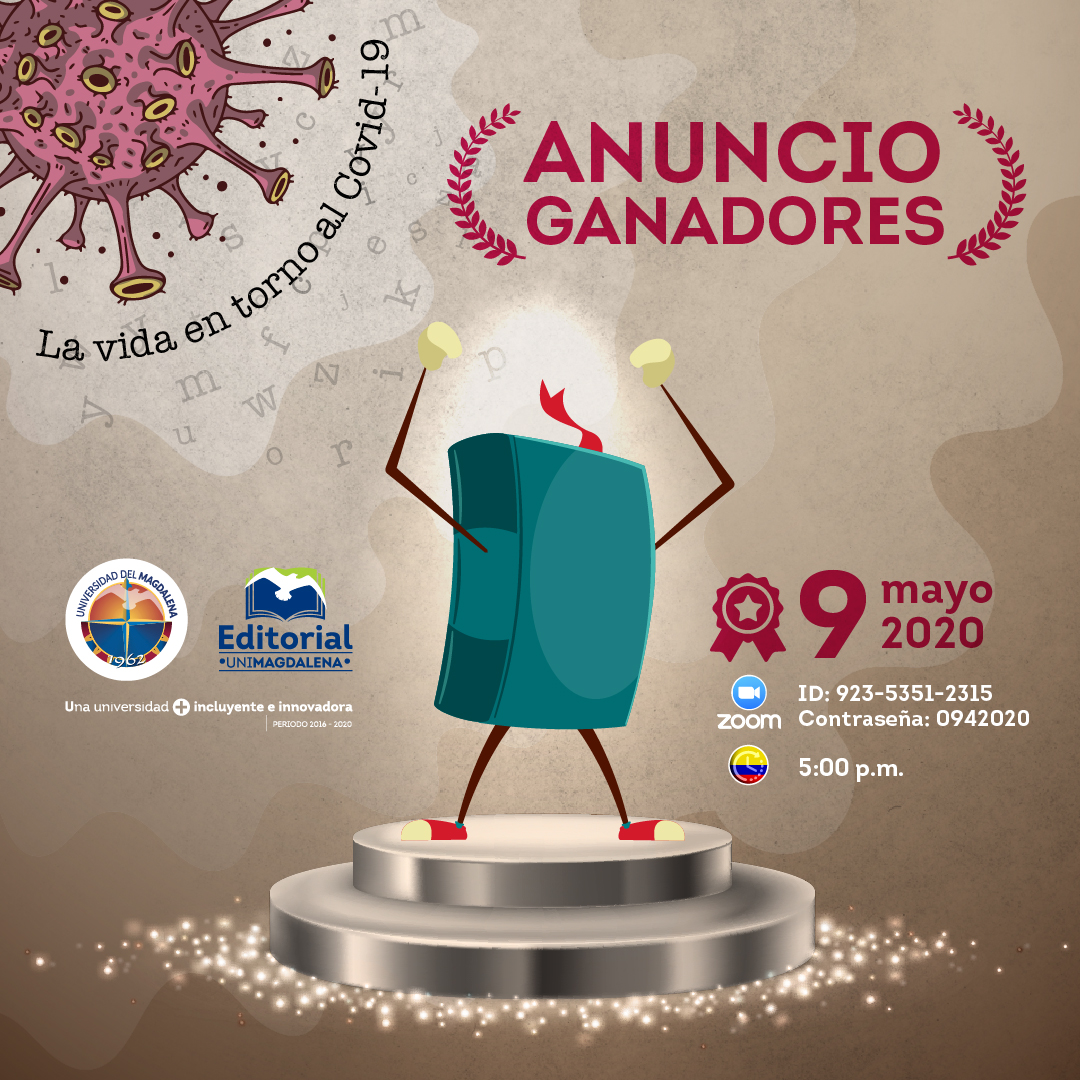 La vida en torno al Covid-19
ANUNCIO
GANADORES
UNIVERSIDAD DEL MAGDALENA
1962
Editorial
•UNIMAGDALENA•
Una universidad + incluyente e innovadora
PERIODO 2016 - 2020
9 mayo
2020
zoom
ID: 923-5351-2315
Contraseña: 0942020
5:00 p.m.